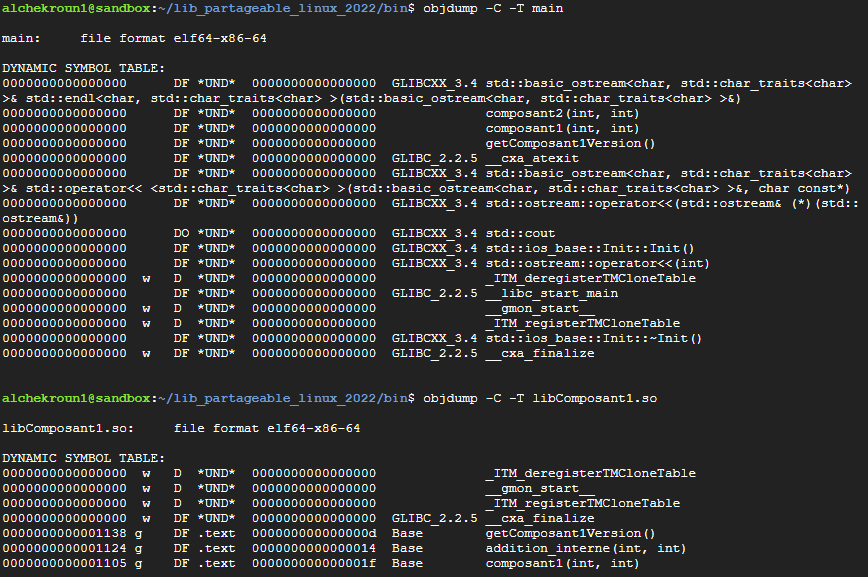 alchekroun1@sandbox:~/lib_partageable_linux_2022/bin$ objdump -C -T main

main:     file format elf64-x86-64

DYNAMIC SYMBOL TABLE:
0000000000000000      DF *UND*  0000000000000000  GLIBCXX_3.4 std::basic_ostream<char, std::char_traits<char>
>& std::endl<char, std::char_traits<char> >(std::basic_ostream<char, std::char_traits<char> >&)
0000000000000000      DF *UND*  0000000000000000              composant2(int, int)
0000000000000000      DF *UND*  0000000000000000              composant1(int, int)
0000000000000000      DF *UND*  0000000000000000              getComposant1Version()
0000000000000000      DF *UND*  0000000000000000  GLIBC_2.2.5 __cxa_atexit
0000000000000000      DF *UND*  0000000000000000  GLIBCXX_3.4 std::basic_ostream<char, std::char_traits<char>
>& std::operator<< <std::char_traits<char> >(std::basic_ostream<char, std::char_traits<char> >&, char const*)
0000000000000000      DF *UND*  0000000000000000  GLIBCXX_3.4 std::ostream::operator<<(std::ostream& (*)(std::
ostream&))
0000000000000000      DO *UND*  0000000000000000  GLIBCXX_3.4 std::cout
0000000000000000      DF *UND*  0000000000000000  GLIBCXX_3.4 std::ios_base::Init::Init()
0000000000000000      DF *UND*  0000000000000000  GLIBCXX_3.4 std::ostream::operator<<(int)
0000000000000000  w   D  *UND*  0000000000000000              _ITM_deregisterTMCloneTable
0000000000000000      DF *UND*  0000000000000000  GLIBC_2.2.5 __libc_start_main
0000000000000000  w   D  *UND*  0000000000000000              __gmon_start__
0000000000000000  w   D  *UND*  0000000000000000              _ITM_registerTMCloneTable
0000000000000000      DF *UND*  0000000000000000  GLIBCXX_3.4 std::ios_base::Init::~Init()
0000000000000000  w   DF *UND*  0000000000000000  GLIBC_2.2.5 __cxa_finalize

alchekroun1@sandbox:~/lib_partageable_linux_2022/bin$ objdump -C -T libComposant1.so

libComposant1.so:     file format elf64-x86-64

DYNAMIC SYMBOL TABLE:
0000000000000000  w   D  *UND*  0000000000000000              _ITM_deregisterTMCloneTable
0000000000000000  w   D  *UND*  0000000000000000              __gmon_start__
0000000000000000  w   D  *UND*  0000000000000000              _ITM_registerTMCloneTable
0000000000000000  w   DF *UND*  0000000000000000  GLIBC_2.2.5 __cxa_finalize
0000000000001138 g    DF .text  000000000000000d  Base        getComposant1Version()
0000000000001124 g    DF .text  0000000000000014  Base        addition_interne(int, int)
0000000000001105 g    DF .text  000000000000001f  Base        composant1(int, int)